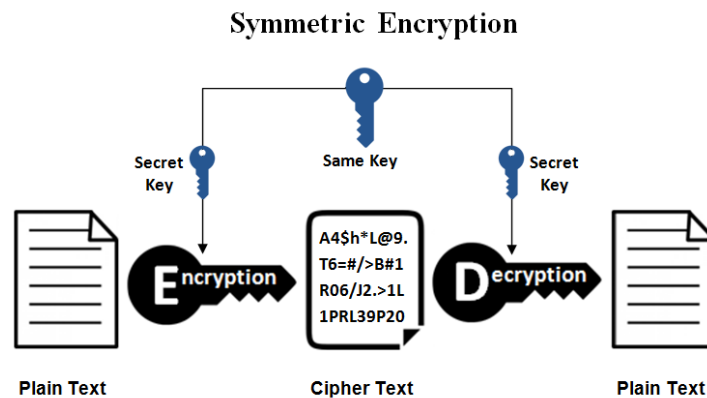 Symmetric Encryption
Secret
Key
Same Key
Secret
Key
Encryption
A4$h*L@9.
T6=#/>B#1
R06/J2.>1L
1PRL39P20
Decryption
Plain Text
Cipher Text
Plain Text